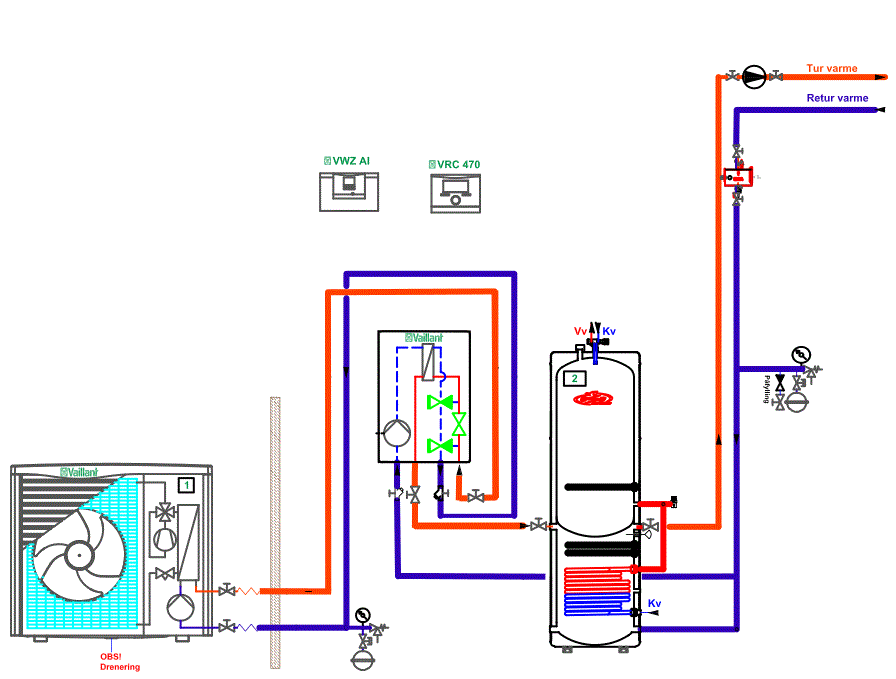 Tur varme
Retur varme
VWZ AI
VRC 470
Vaillant
Vv
Kv
2
Påfylling
Vaillant
1
Kv
OBS!
Drenering